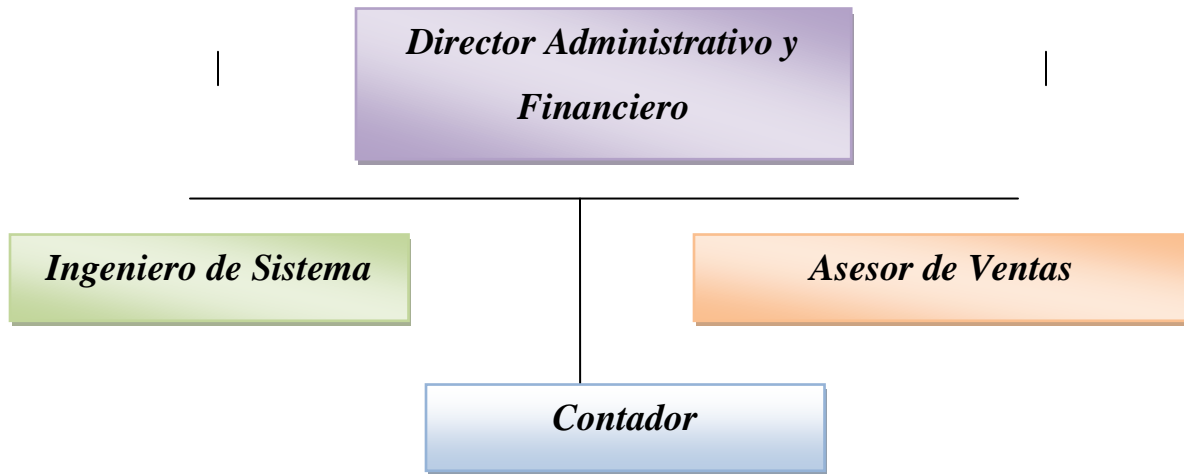 Director Administrativo y
Financiero
Ingeniero de Sistema
Asesor de Ventas
Contador